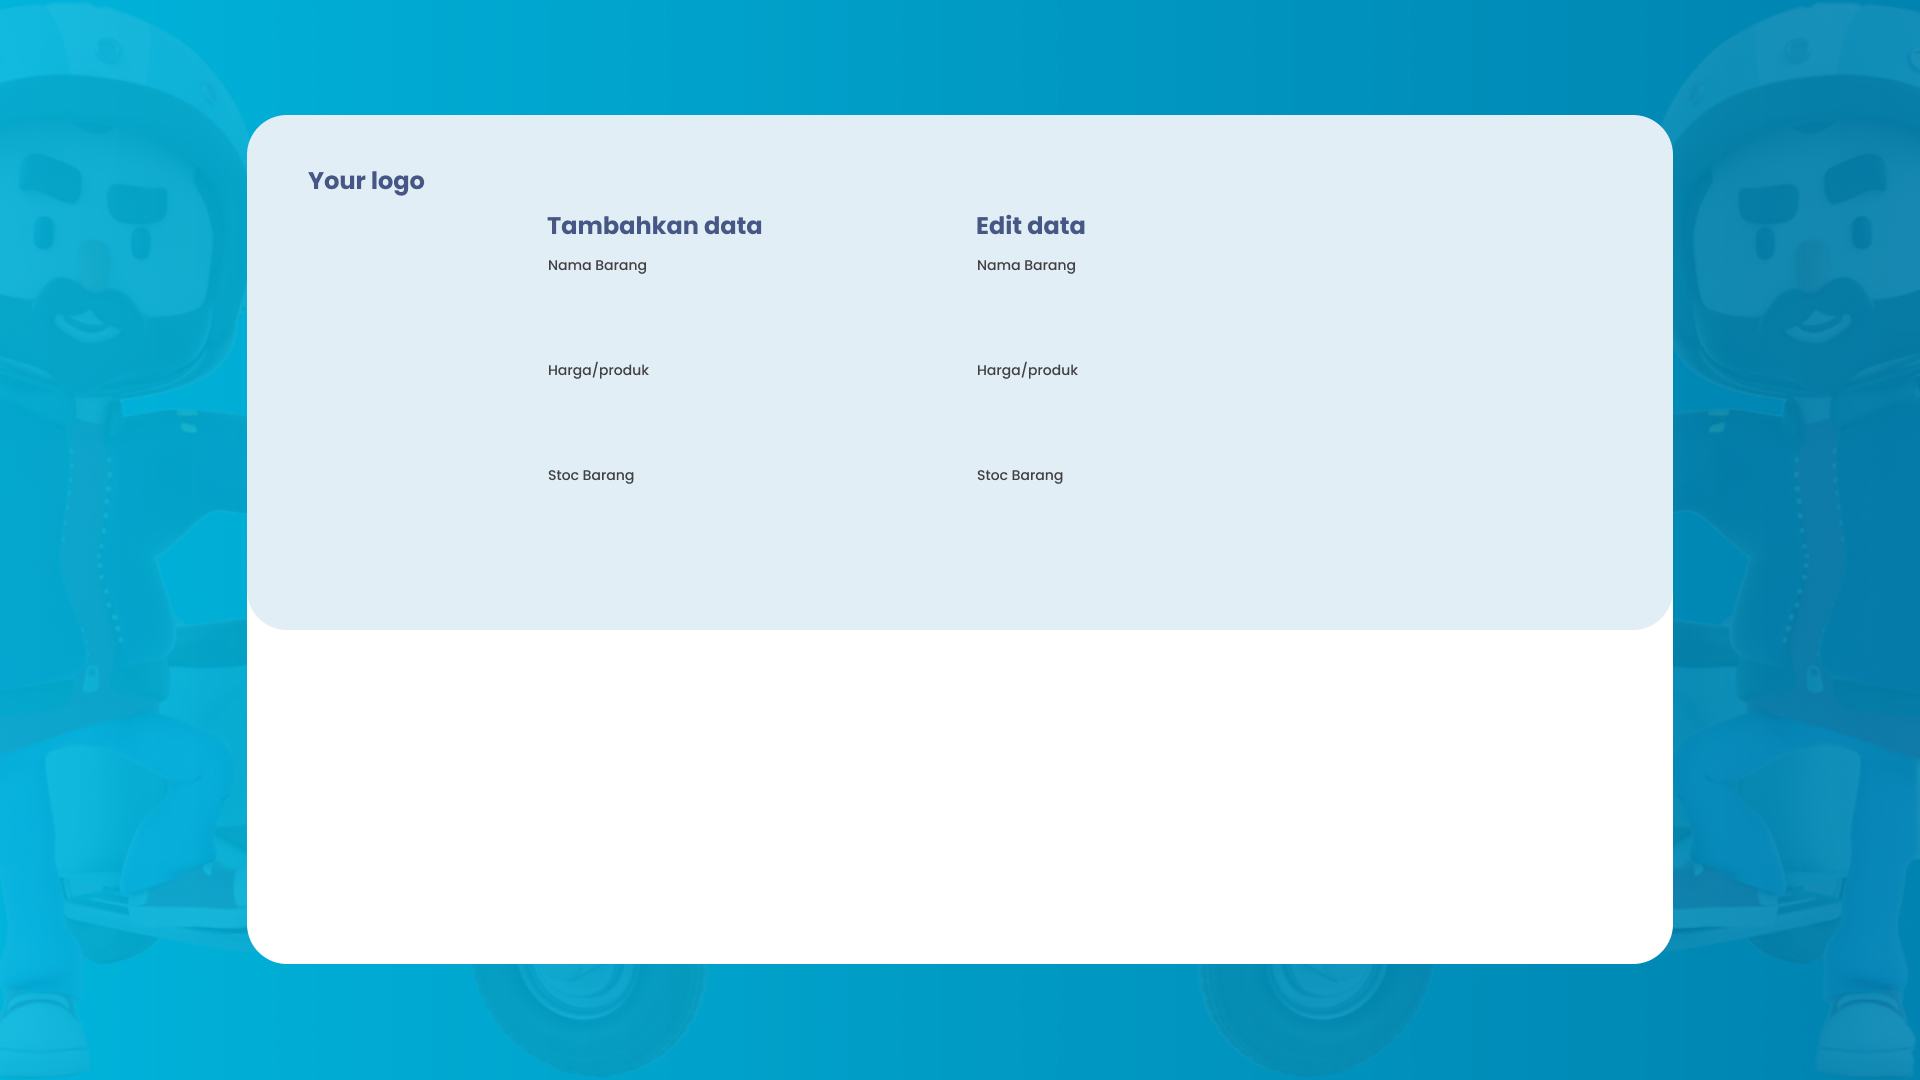 Your logo
Tambahkan data
Nama Barang
Harga/produk
Stoc Barang
Edit data
Nama Barang
Harga/produk
Stoc Barang